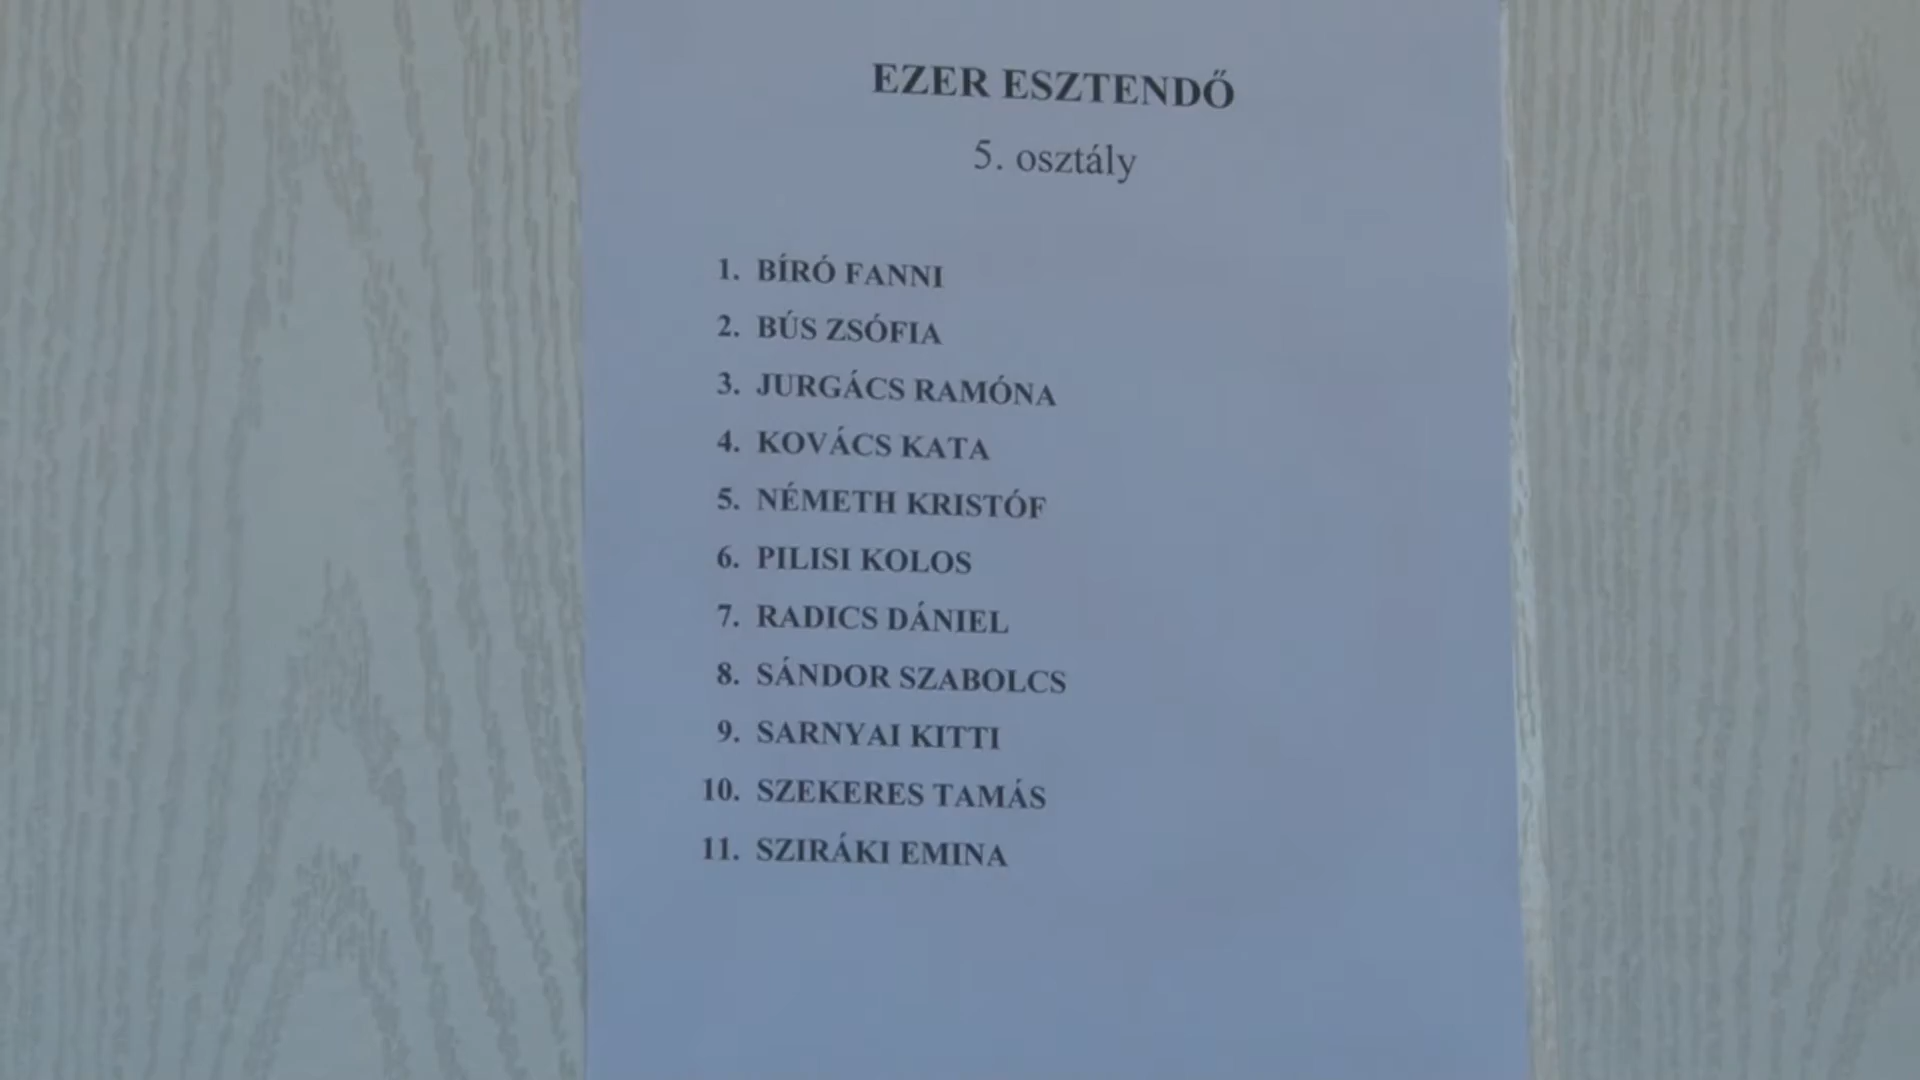 EZER ESZTENDŐ
5. osztály
1. BÍRÓ FANNI
2. BÚS ZSÓFIA
3. JURGÁCS RAMÓNA
4. KOVÁCS KATA
5. NÉMETH KRISTÓF
6. PILISI KOLOS
7. RADICS DÁNIEL
8. SÁNDOR SZABOLCS
9. SARNYAI KITTI
10. SZEKERES TAMÁS
11. SZIRÁKI EMINA